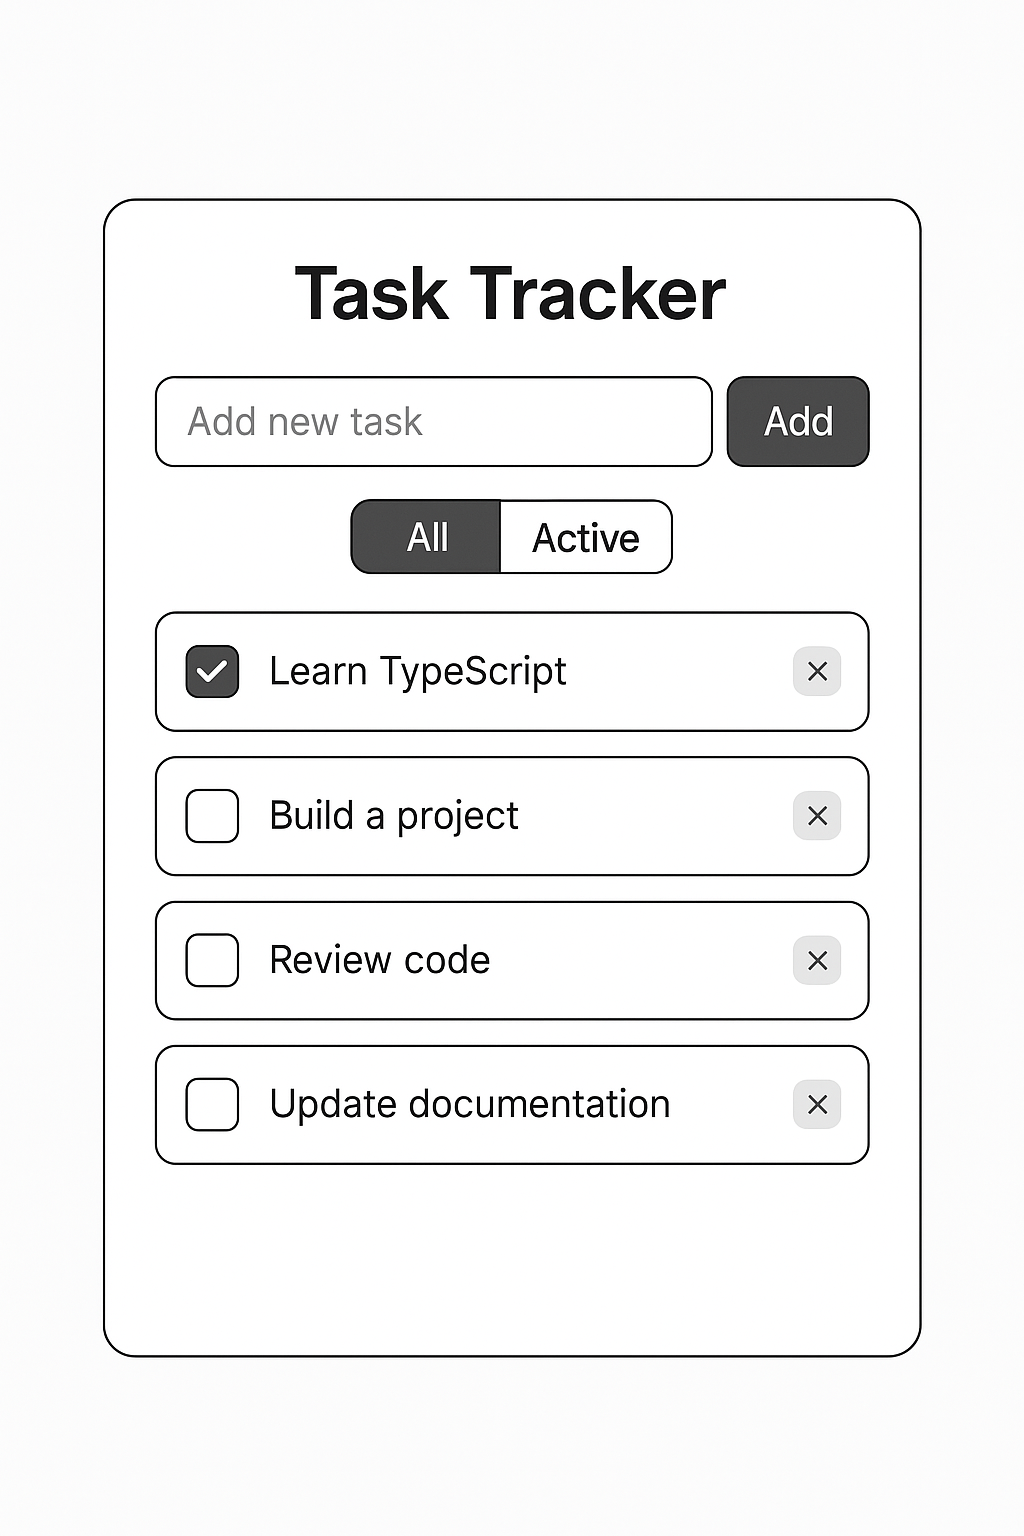 Task Tracker
Add new task
Add
All
Active
Learn TypeScript
Build a project
Review code
Update documentation